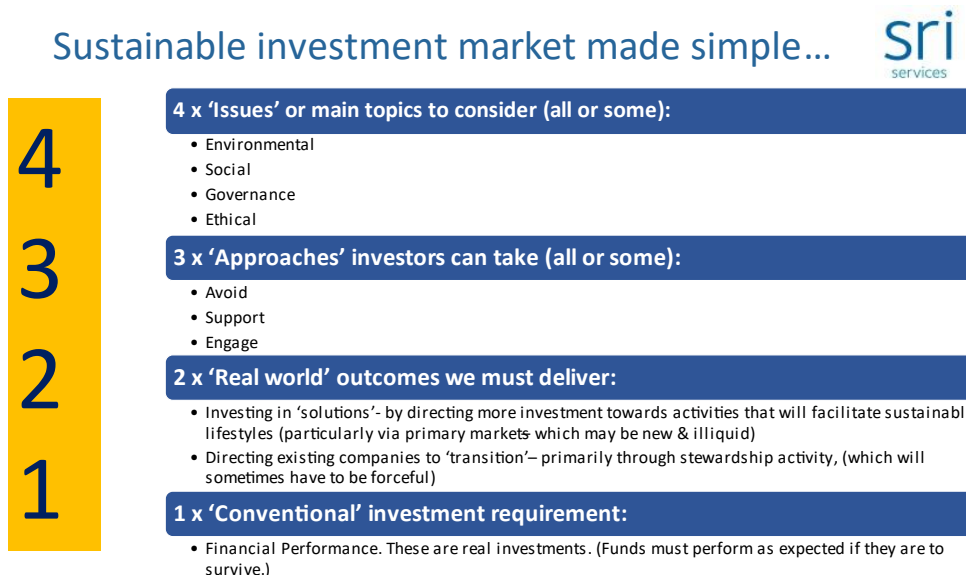 Sustainable investment market made simple…
sri
services
4
3
2
1
4 x ‘Issues’ or main topics to consider (all or some):
• Environmental
• Social
• Governance
• Ethical
3 x ‘Approaches’ investors can take (all or some):
• Avoid
• Support
• Engage
2 x ‘Real world’ outcomes we must deliver:
• Investing in ‘solutions’- by directing more investment towards activities that will facilitate sustainabl
lifestyles (particularly via primary markets- which may be new & illiquid)
• Directing existing companies to ‘transition’– primarily through stewardship activity, (which will
sometimes have to be forceful)
1 x ‘Conventional’ investment requirement:
• Financial Performance. These are real investments. (Funds must perform as expected if they are to
survive.)